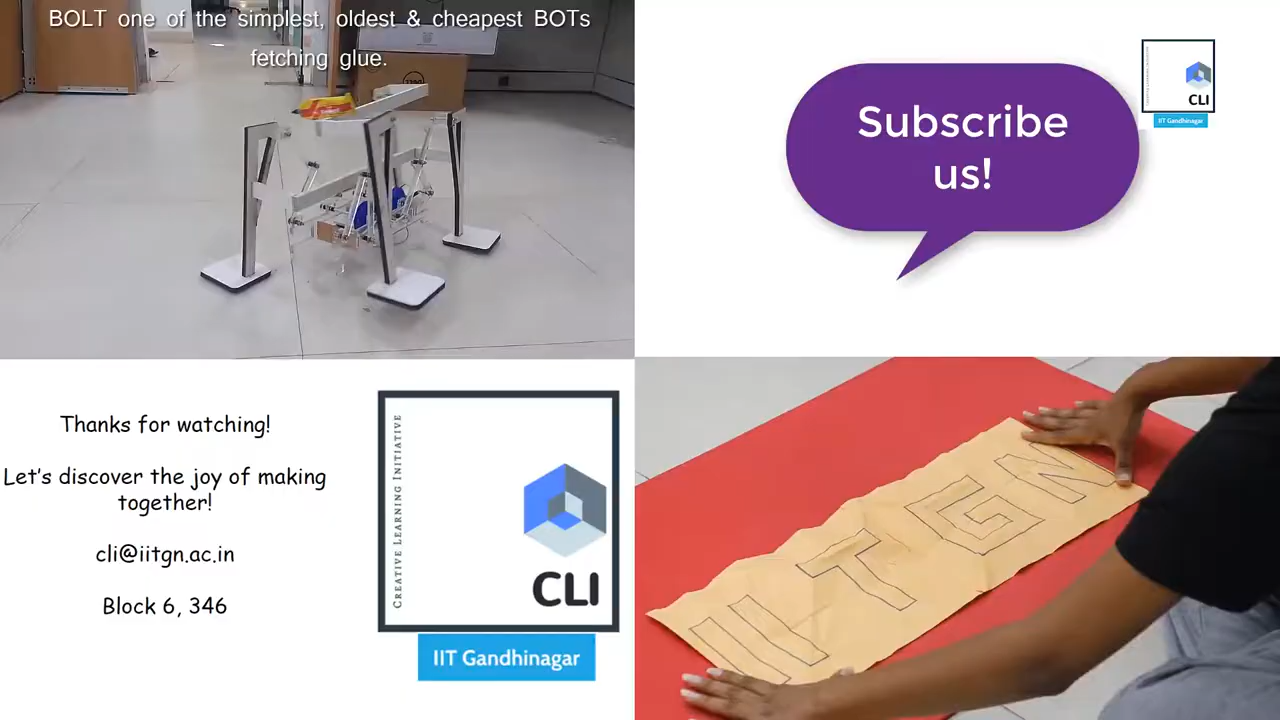 BOLT one of the simplest, oldest & cheapest BOTs
fetching glue.
Subscribe
us!
CLI
IIT Gandhinagar
Thanks for watching!
Let's discover the joy of making
together!
cli@iitgn.ac.in
Block 6, 346
CREATIVE LEARNING INITIATIVE
CLI
IIT Gandhinagar
IITGN